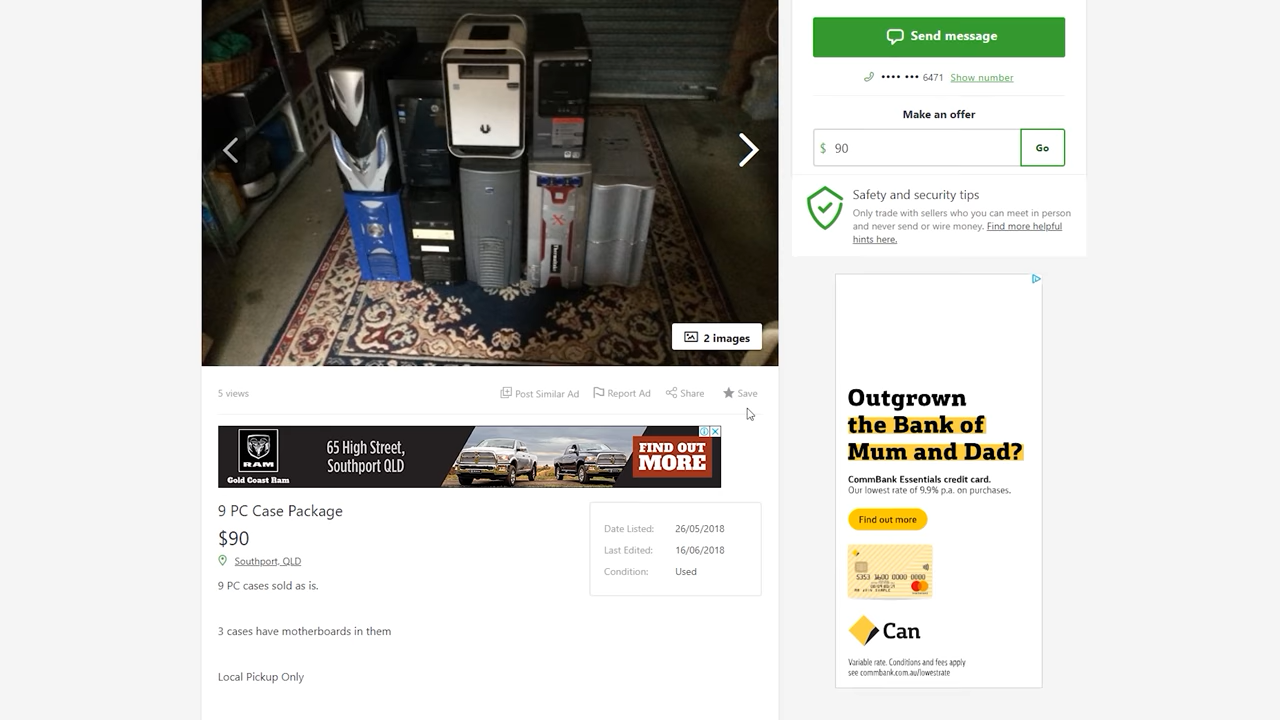 Send message
•••• ••• 6471 Show number
Make an offer
$ 90 Go
Safety and security tips
Only trade with sellers who you can meet in person
and never send or wire money. Find more helpful
hints here.
2 images
5 views
Post Similar Ad
Report Ad
Share
Save
RAM
Gold Coast Ram
65 High Street,
Southport QLD
FIND OUT
MORE
9 PC Case Package
$90
Southport, QLD
9 PC cases sold as is.
3 cases have motherboards in them
Local Pickup Only
Date Listed: 26/05/2018
Last Edited: 16/06/2018
Condition: Used
Outgrown
the Bank of
Mum and Dad?
CommBank Essentials credit card.
Our lowest rate of 9.9% p.a. on purchases.
Find out more
Can
Variable rate. Conditions and fees apply
see commbank.com.au/lowestrate